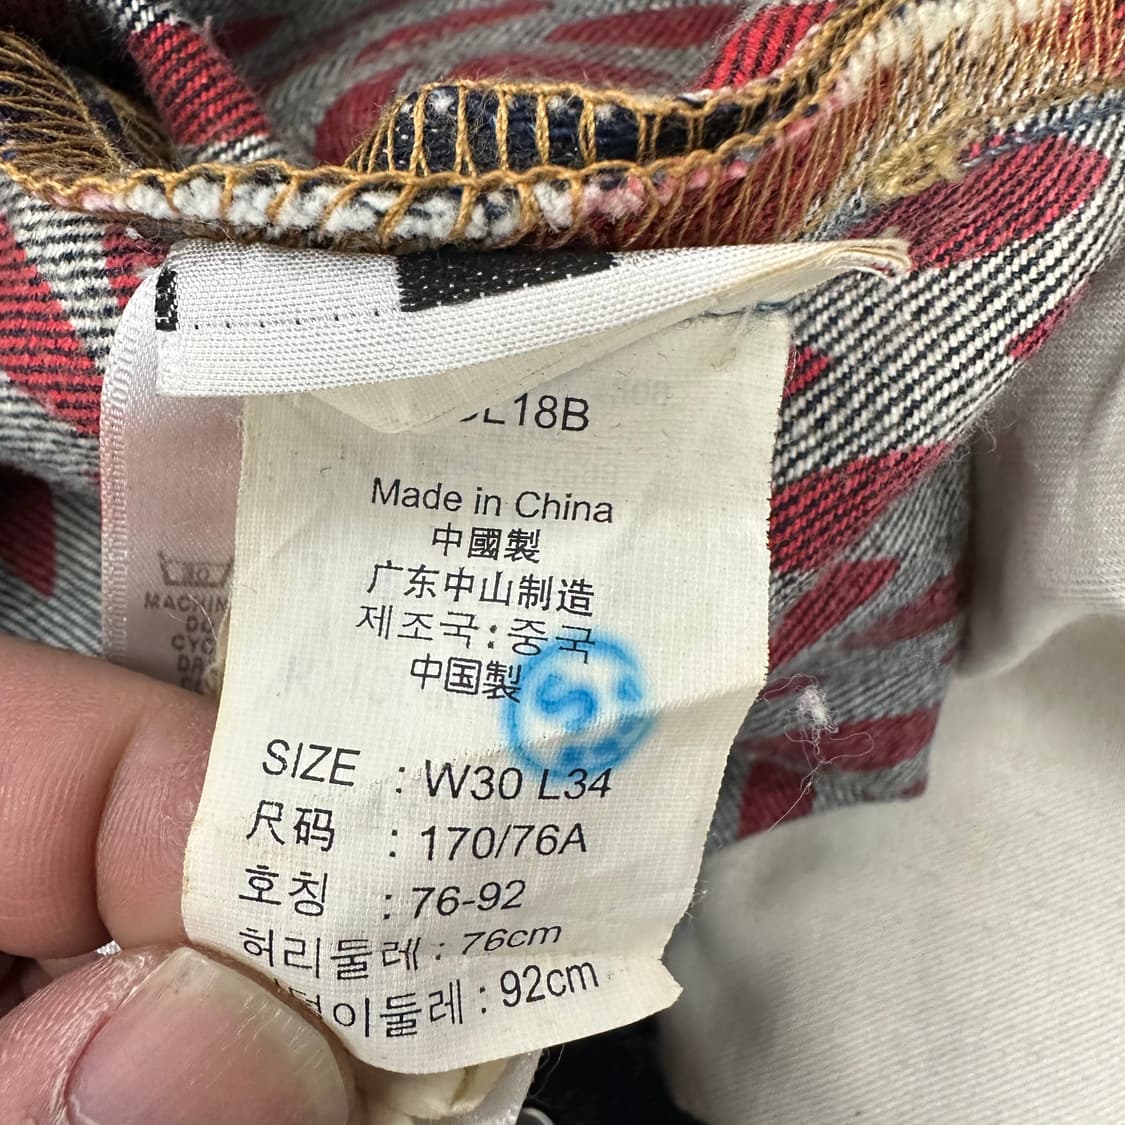 L18B
Made in China
中國製
广东中山制造
제조국:중국
中国製
S
SIZE : W30 L34
尺码 : 170/76A
호칭 : 76-92
허리둘레 : 76cm
덩이둘레 : 92cm